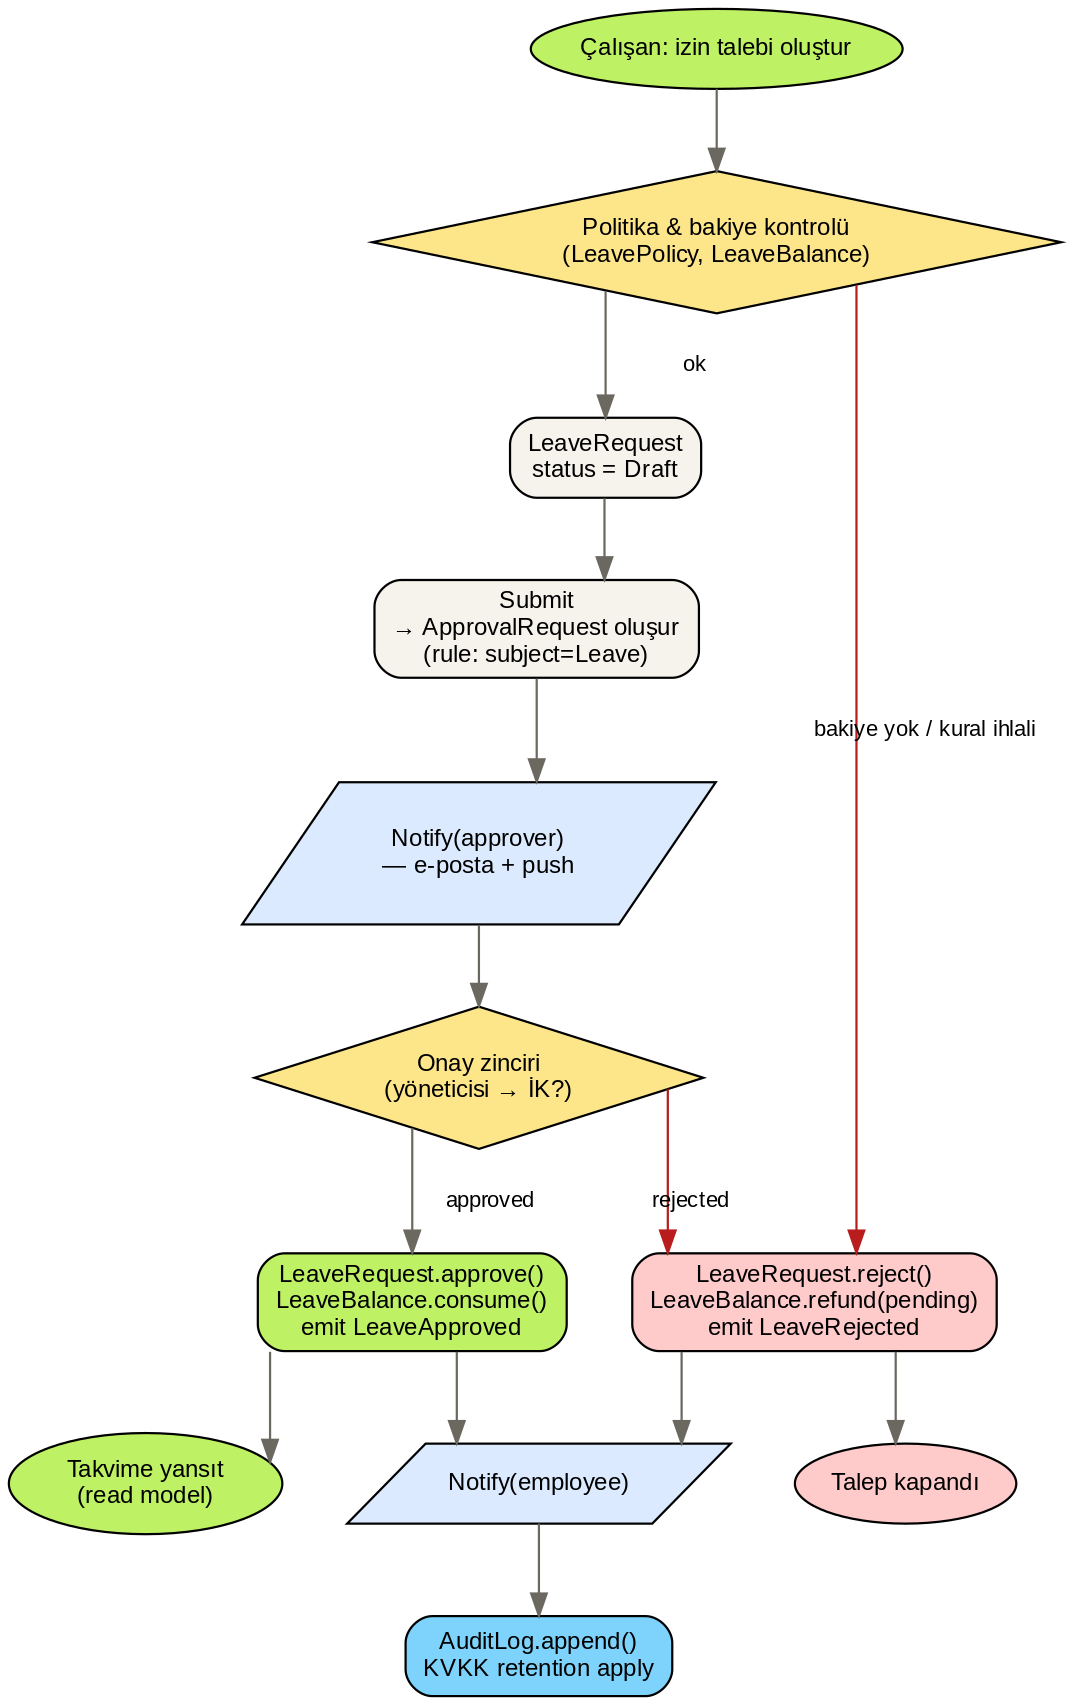 Çalışan: izin talebi oluştur
Politika & bakiye kontrolü
(LeavePolicy, LeaveBalance)
ok
LeaveRequest
status = Draft
Submit
→ ApprovalRequest oluşur
(rule: subject=Leave)
bakiye yok / kural ihlali
Notify(approver)
— e-posta + push
Onay zinciri
(yöneticisi → İK?)
approved
rejected
LeaveRequest.approve()
LeaveBalance.consume()
emit LeaveApproved
LeaveRequest.reject()
LeaveBalance.refund(pending)
emit LeaveRejected
Takvime yansıt
(read model)
Notify(employee)
Talep kapandı
AuditLog.append()
KVKK retention apply